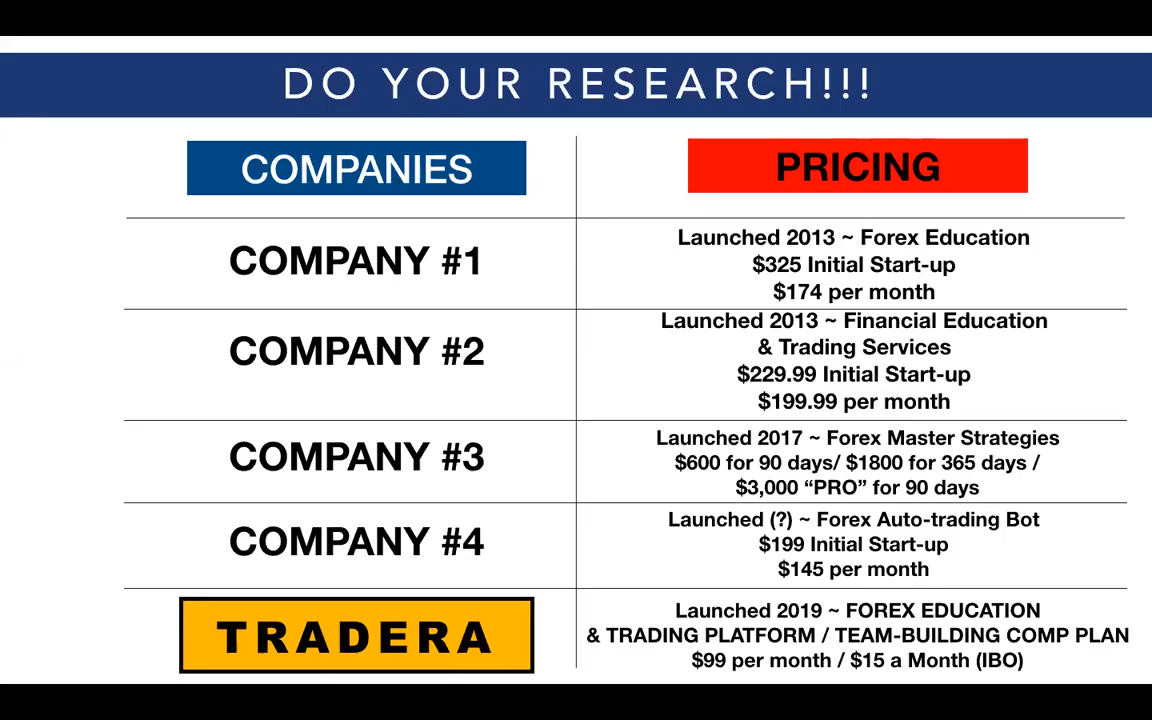 DO YOUR RESEARCH!!!
COMPANIES
PRICING
COMPANY #1
Launched 2013 ~ Forex Education
$325 Initial Start-up
$174 per month
COMPANY #2
Launched 2013 ~ Financial Education
& Trading Services
$229.99 Initial Start-up
$199.99 per month
COMPANY #3
Launched 2017 ~ Forex Master Strategies
$600 for 90 days/ $1800 for 365 days /
$3,000 “PRO” for 90 days
COMPANY #4
Launched (?) ~ Forex Auto-trading Bot
$199 Initial Start-up
$145 per month
TRADERA
Launched 2019 ~ FOREX EDUCATION
& TRADING PLATFORM / TEAM-BUILDING COMP PLAN
$99 per month / $15 a Month (IBO)